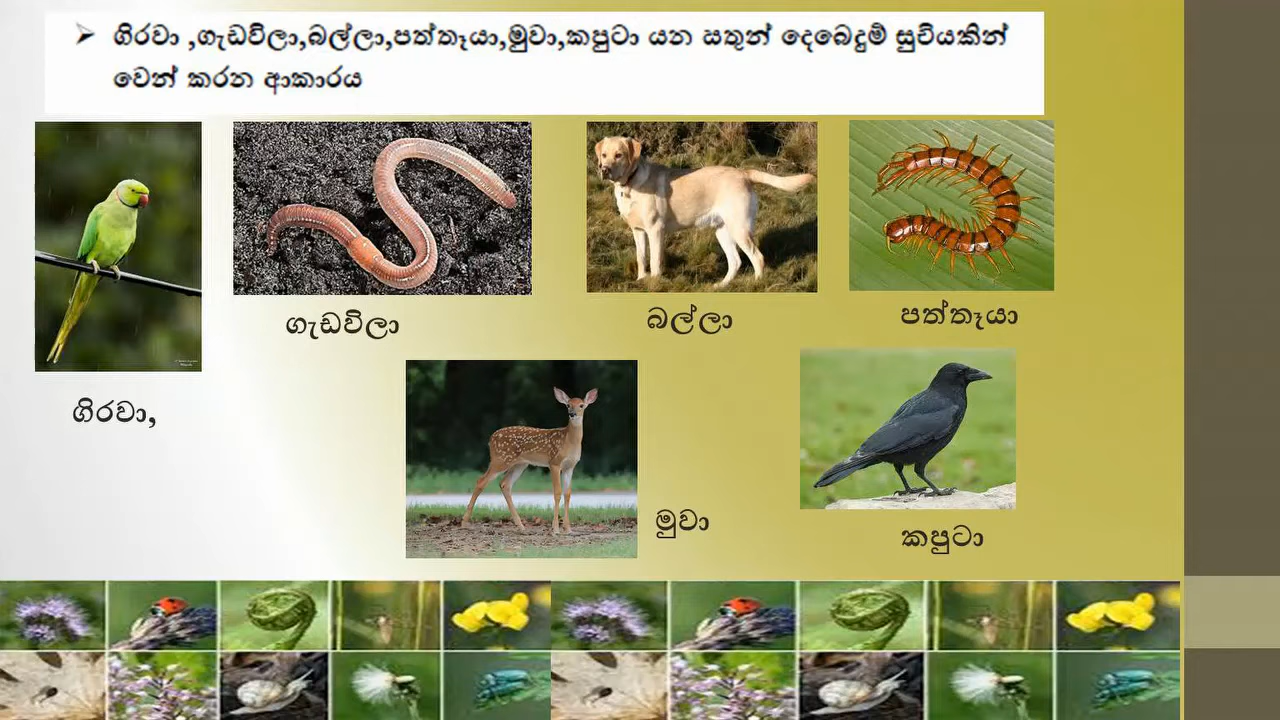 ➤ ගිරවා ,ගැඩවිලා,බල්ලා,පත්තෑයා,මුවා,කපුටා යන සතුන් දෙබෙදුම් සුචියකින්
වෙන් කරන ආකාරය
ගැඩවිලා
බල්ලා
පත්තෑයා
ගිරවා,
මුවා
කපුටා